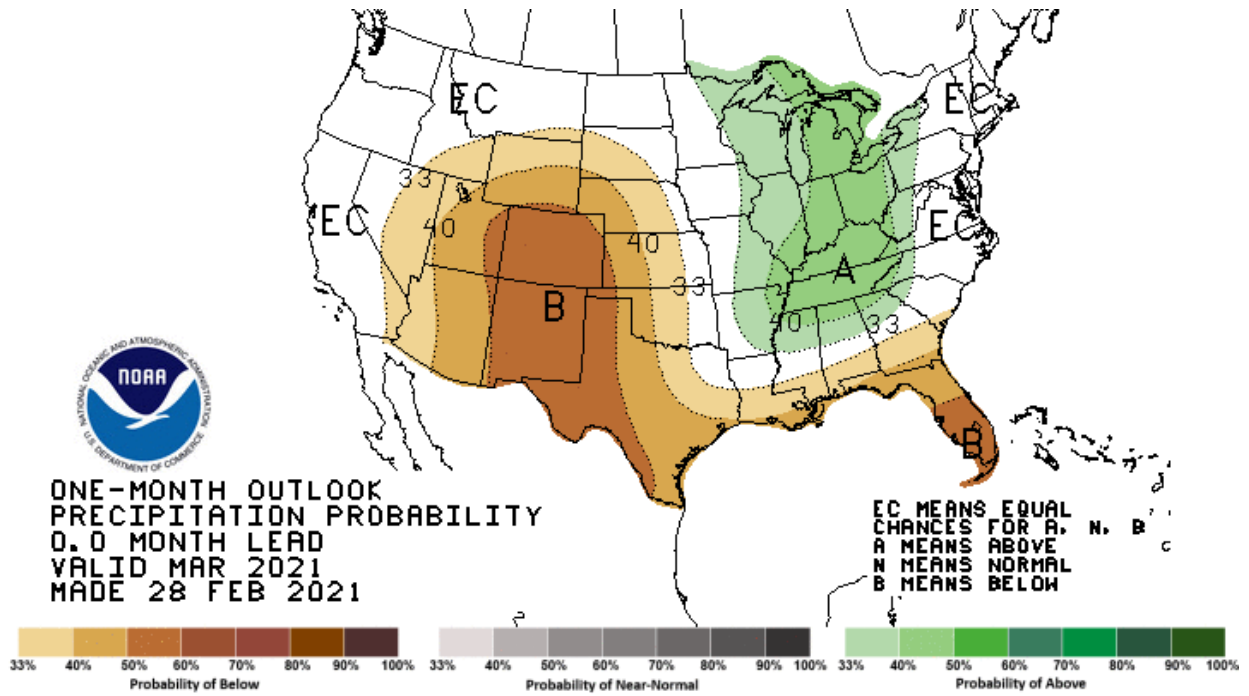 EC
EC
33
EC
40
40
EC
A
33
B
40
33
B
NATIONAL OCEANIC AND ATMOSPHERIC ADMINISTRATION
NOAA
U.S. DEPARTMENT OF COMMERCE
ONE-MONTH OUTLOOK
PRECIPITATION PROBABILITY
0.0 MONTH LEAD
VALID MAR 2021
MADE 28 FEB 2021
EC MEANS EQUAL
CHANCES FOR A, N, B
A MEANS ABOVE
N MEANS NORMAL
B MEANS BELOW
33% 40% 50% 60% 70% 80% 90% 100%
Probability of Below
33% 40% 50% 60% 70% 80% 90% 100%
Probability of Near-Normal
33% 40% 50% 60% 70% 80% 90% 100%
Probability of Above